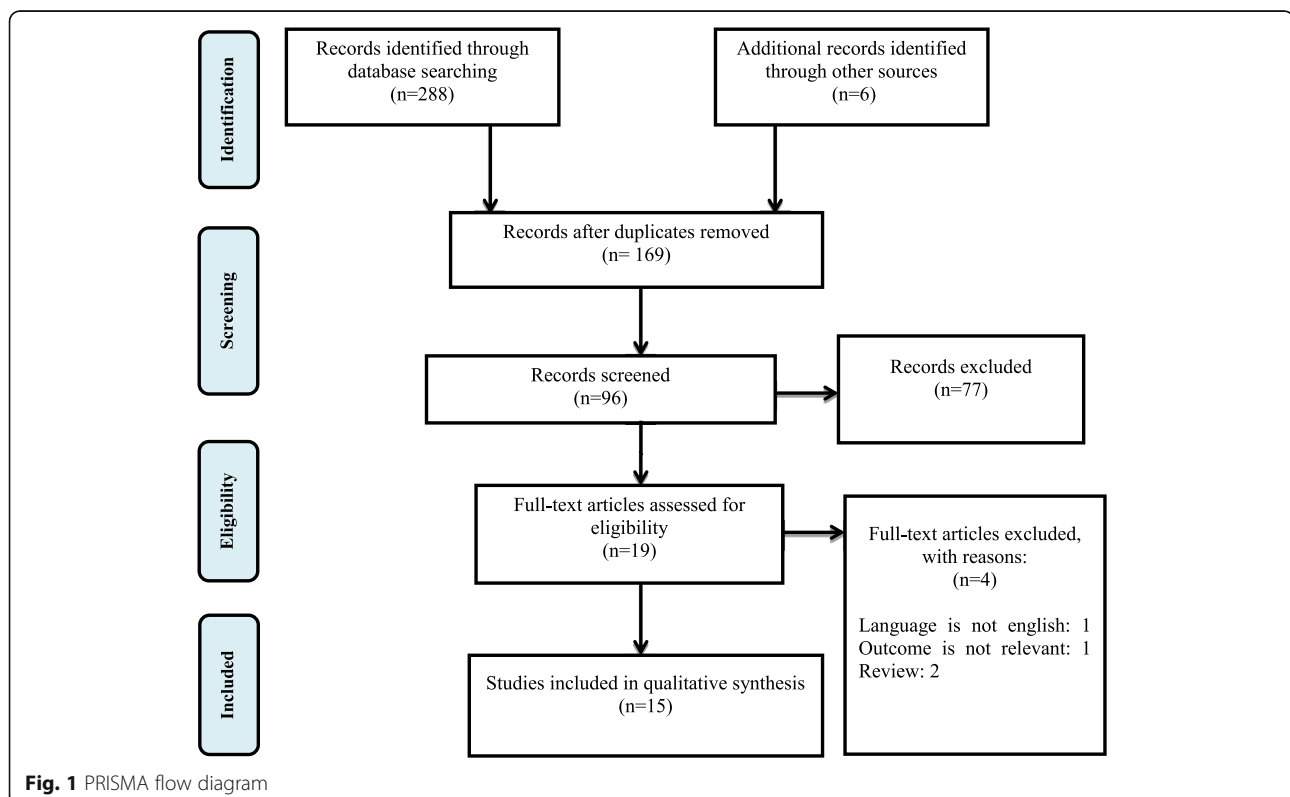 Identification
Records identified through
database searching
(n=288)
Additional records identified
through other sources
(n=6)
Screening
Records after duplicates removed
(n= 169)
Records screened
(n=96)
Records excluded
(n=77)
Eligibility
Full-text articles assessed for
eligibility
(n=19)
Full-text articles excluded,
with reasons:
(n=4)
Language is not english: 1
Outcome is not relevant: 1
Review: 2
Included
Studies included in qualitative synthesis
(n=15)
Fig. 1 PRISMA flow diagram